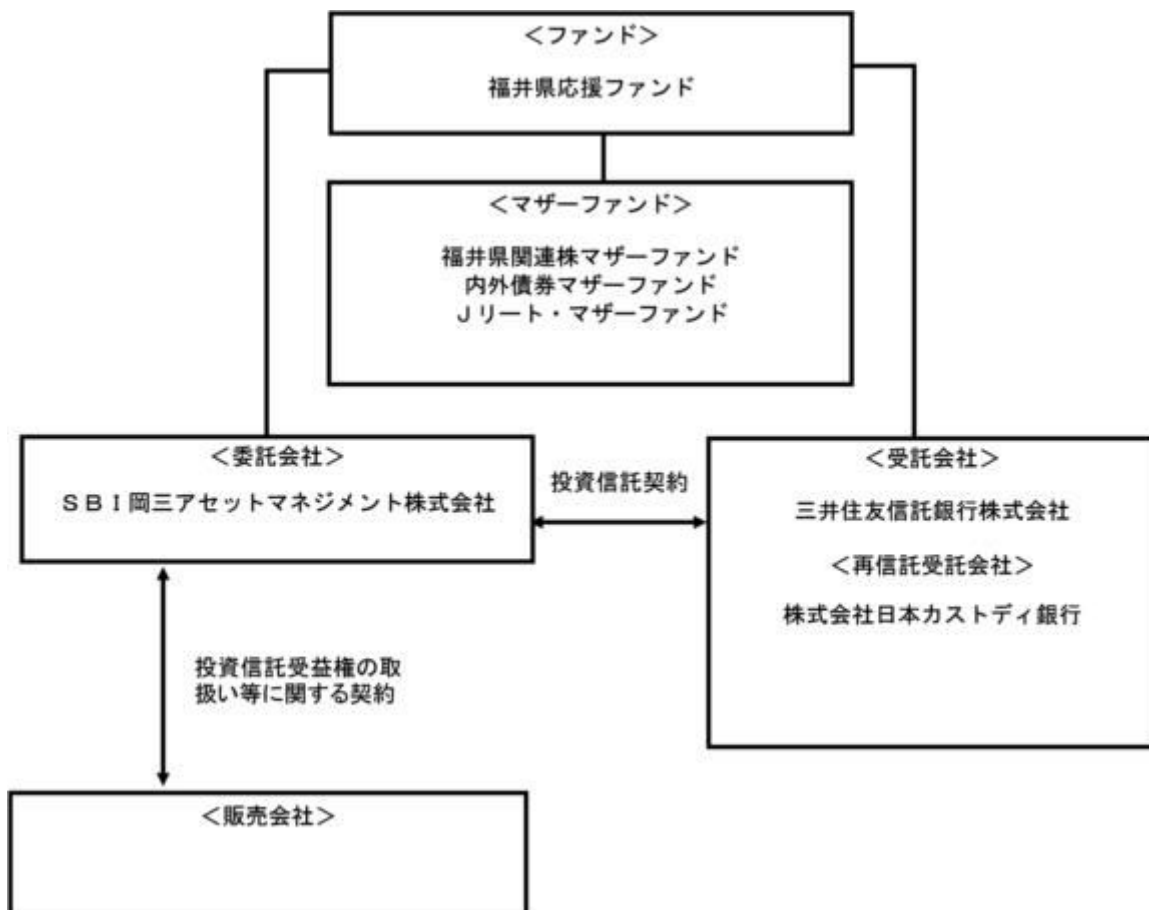 ＜ファンド＞
福井県応援ファンド
＜マザーファンド＞
福井県関連株マザーファンド
内外債券マザーファンド
Ｊリート・マザーファンド
＜委託会社＞
ＳＢＩ岡三アセットマネジメント株式会社
投資信託契約
＜受託会社＞
三井住友信託銀行株式会社
＜再信託受託会社＞
株式会社日本カストディ銀行
投資信託受益権の取
扱い等に関する契約
＜販売会社＞